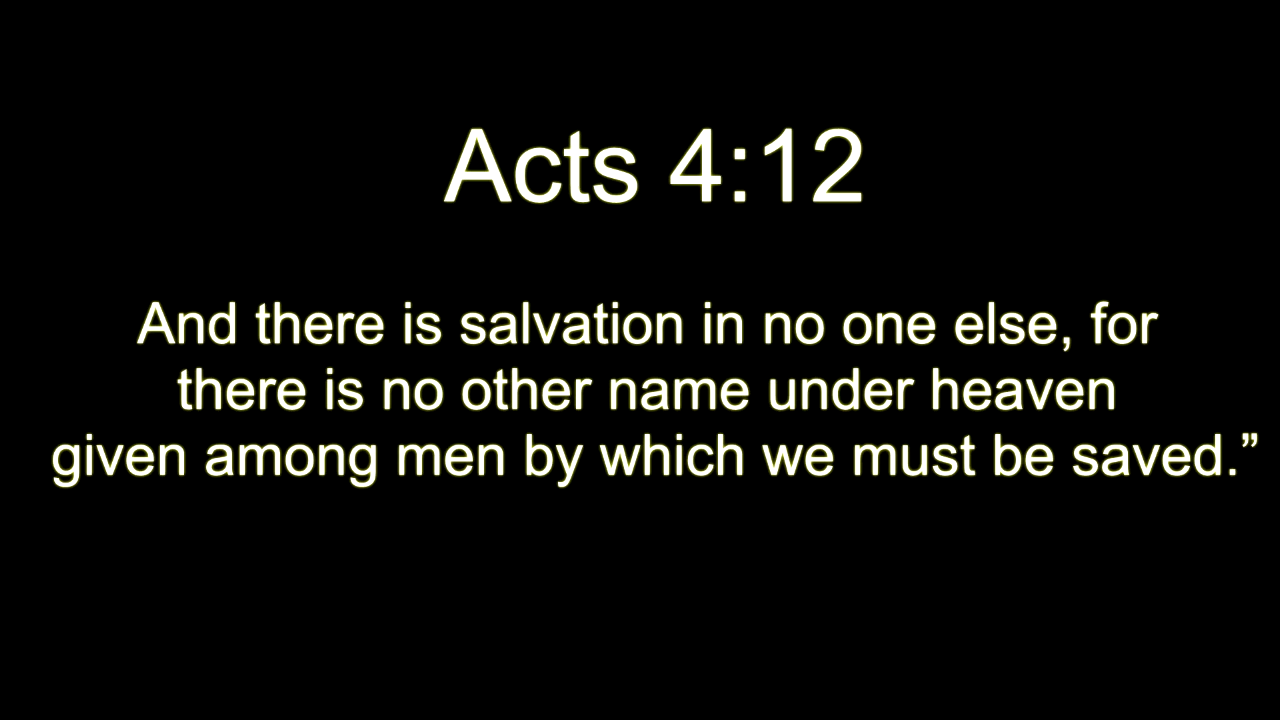 Acts 4:12
And there is salvation in no one else, for
there is no other name under heaven
given among men by which we must be saved.”